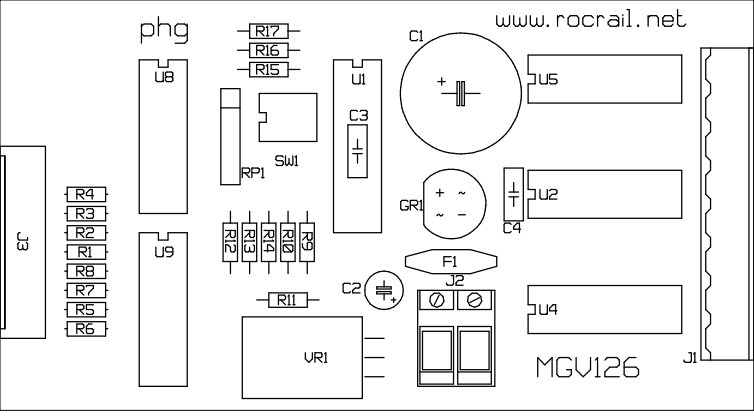 www.rocrail.net
phg
R17
R16
R15
C1
U8
U1
U5
C3
SW1
RP1
R4
R3
R2
R1
R8
R7
R5
R6
J3
U9
R12
R13
R14
R10
R9
GR1
+ ~
~ −
C4
U2
F1
J2
C2
+
R11
VR1
U4
MGV126
J1